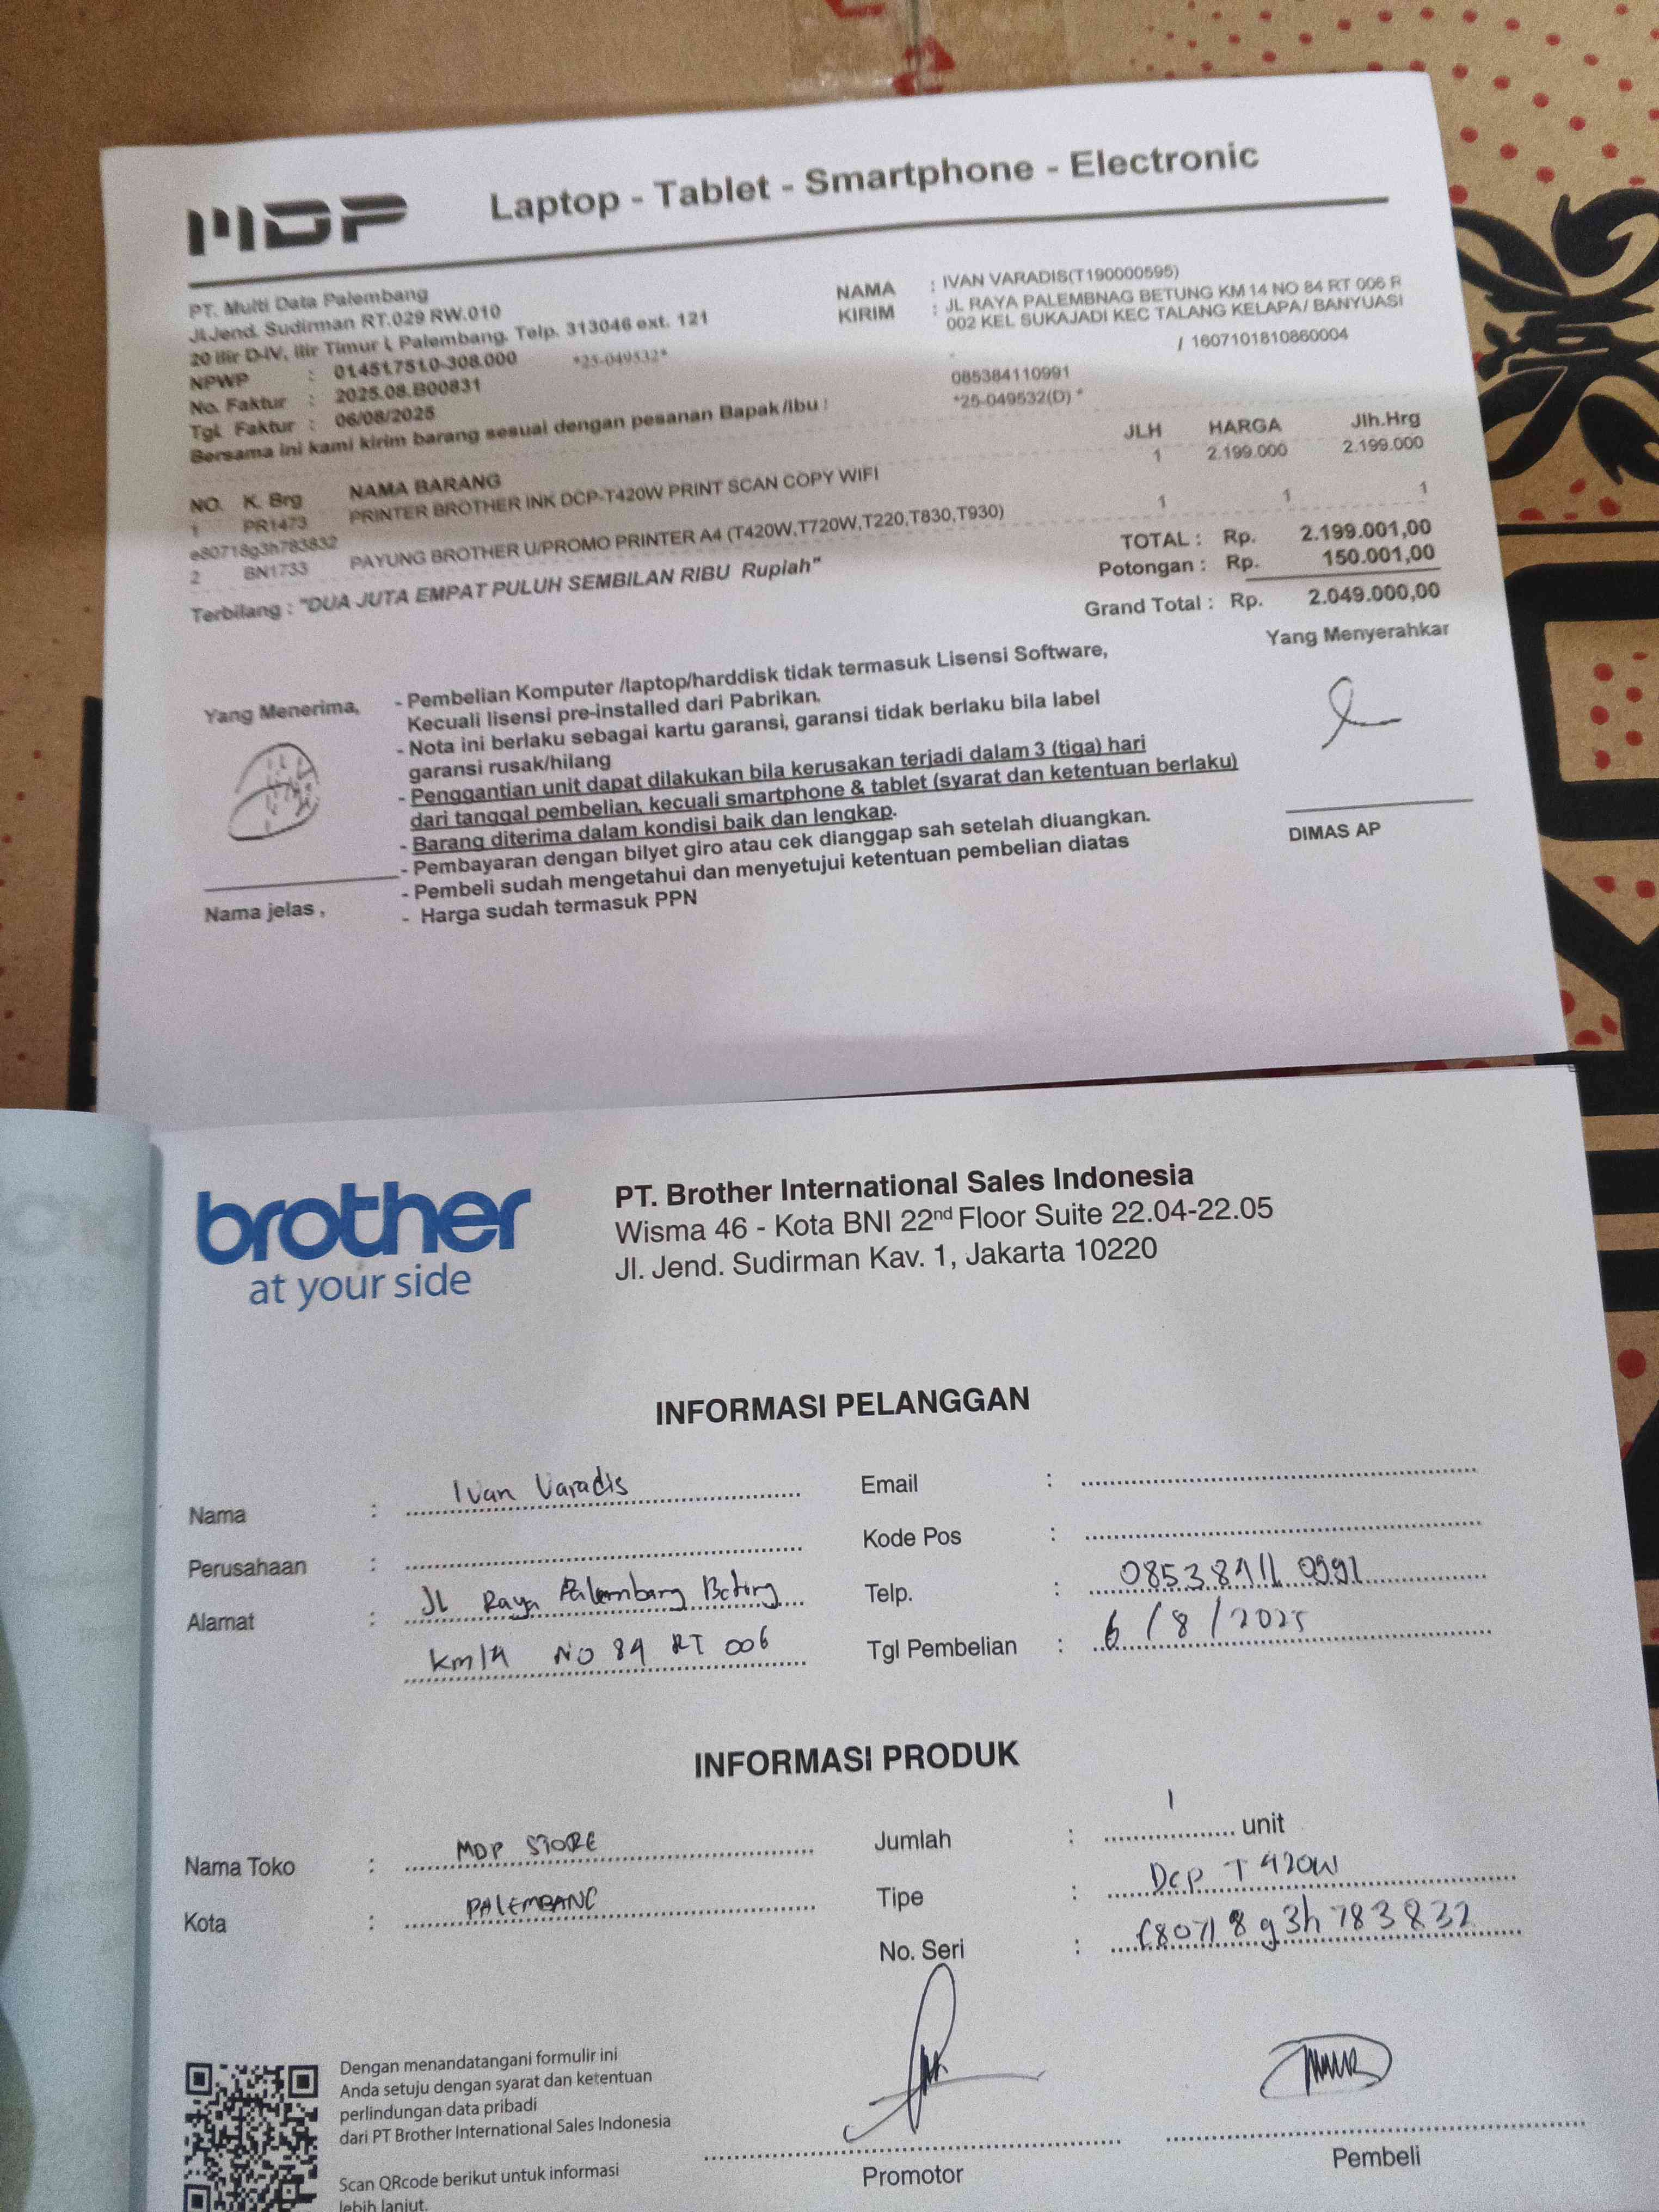 MDP Laptop - Tablet - Smartphone - Electronic
PT. Multi Data Palembang
Jl.Jend. Sudirman RT.029 RW.010
20 Ilir D-IV, Ilir Timur I, Palembang. Telp. 313046 ext. 121
NPWP : 01.451.751.0-308.000 *25-049532*
No. Faktur : 2025.08.B00831
Tgl. Faktur : 06/08/2025
Bersama ini kami kirim barang sesuai dengan pesanan Bapak/Ibu :
NAMA : IVAN VARADIS(T190000595)
KIRIM : JL RAYA PALEMBNAG BETUNG KM 14 NO 84 RT 006 R
002 KEL SUKAJADI KEC TALANG KELAPA/ BANYUASI
/ 1607101810860004
085384110991
*25-049532(D) *
NO. K. Brg NAMA BARANG JLH HARGA Jlh.Hrg
1 PR1473 PRINTER BROTHER INK DCP-T420W PRINT SCAN COPY WIFI 1 2.199.000 2.199.000
e80718g3h783832
2 BN1733 PAYUNG BROTHER U/PROMO PRINTER A4 (T420W,T720W,T220,T830,T930) 1 1 1
Terbilang : "DUA JUTA EMPAT PULUH SEMBILAN RIBU Rupiah"
TOTAL : Rp. 2.199.001,00
Potongan : Rp. 150.001,00
Grand Total : Rp. 2.049.000,00
Yang Menerima,
- Pembelian Komputer /laptop/harddisk tidak termasuk Lisensi Software,
Kecuali lisensi pre-installed dari Pabrikan.
- Nota ini berlaku sebagai kartu garansi, garansi tidak berlaku bila label
garansi rusak/hilang
- Penggantian unit dapat dilakukan bila kerusakan terjadi dalam 3 (tiga) hari
dari tanggal pembelian, kecuali smartphone & tablet (syarat dan ketentuan berlaku)
- Barang diterima dalam kondisi baik dan lengkap.
- Pembayaran dengan bilyet giro atau cek dianggap sah setelah diuangkan.
- Pembeli sudah mengetahui dan menyetujui ketentuan pembelian diatas
- Harga sudah termasuk PPN
Nama jelas ,
Yang Menyerahkar
DIMAS AP
brother
at your side
PT. Brother International Sales Indonesia
Wisma 46 - Kota BNI 22nd Floor Suite 22.04-22.05
Jl. Jend. Sudirman Kav. 1, Jakarta 10220
INFORMASI PELANGGAN
Nama : Ivan Varadis
Perusahaan :
Alamat : Jl Raya Palembang Betung
km 14 NO 84 RT 006
Email :
Kode Pos :
Telp. : 085384110991
Tgl Pembelian : 6/8/2025
INFORMASI PRODUK
Nama Toko : MDP STORE
Kota : PALEMBANG
Jumlah : 1 unit
Tipe : Dcp T420W
No. Seri : E80718g3h783832
Dengan menandatangani formulir ini
Anda setuju dengan syarat dan ketentuan
perlindungan data pribadi
dari PT Brother International Sales Indonesia
Scan QRcode berikut untuk informasi
lebih lanjut.
Promotor
Pembeli